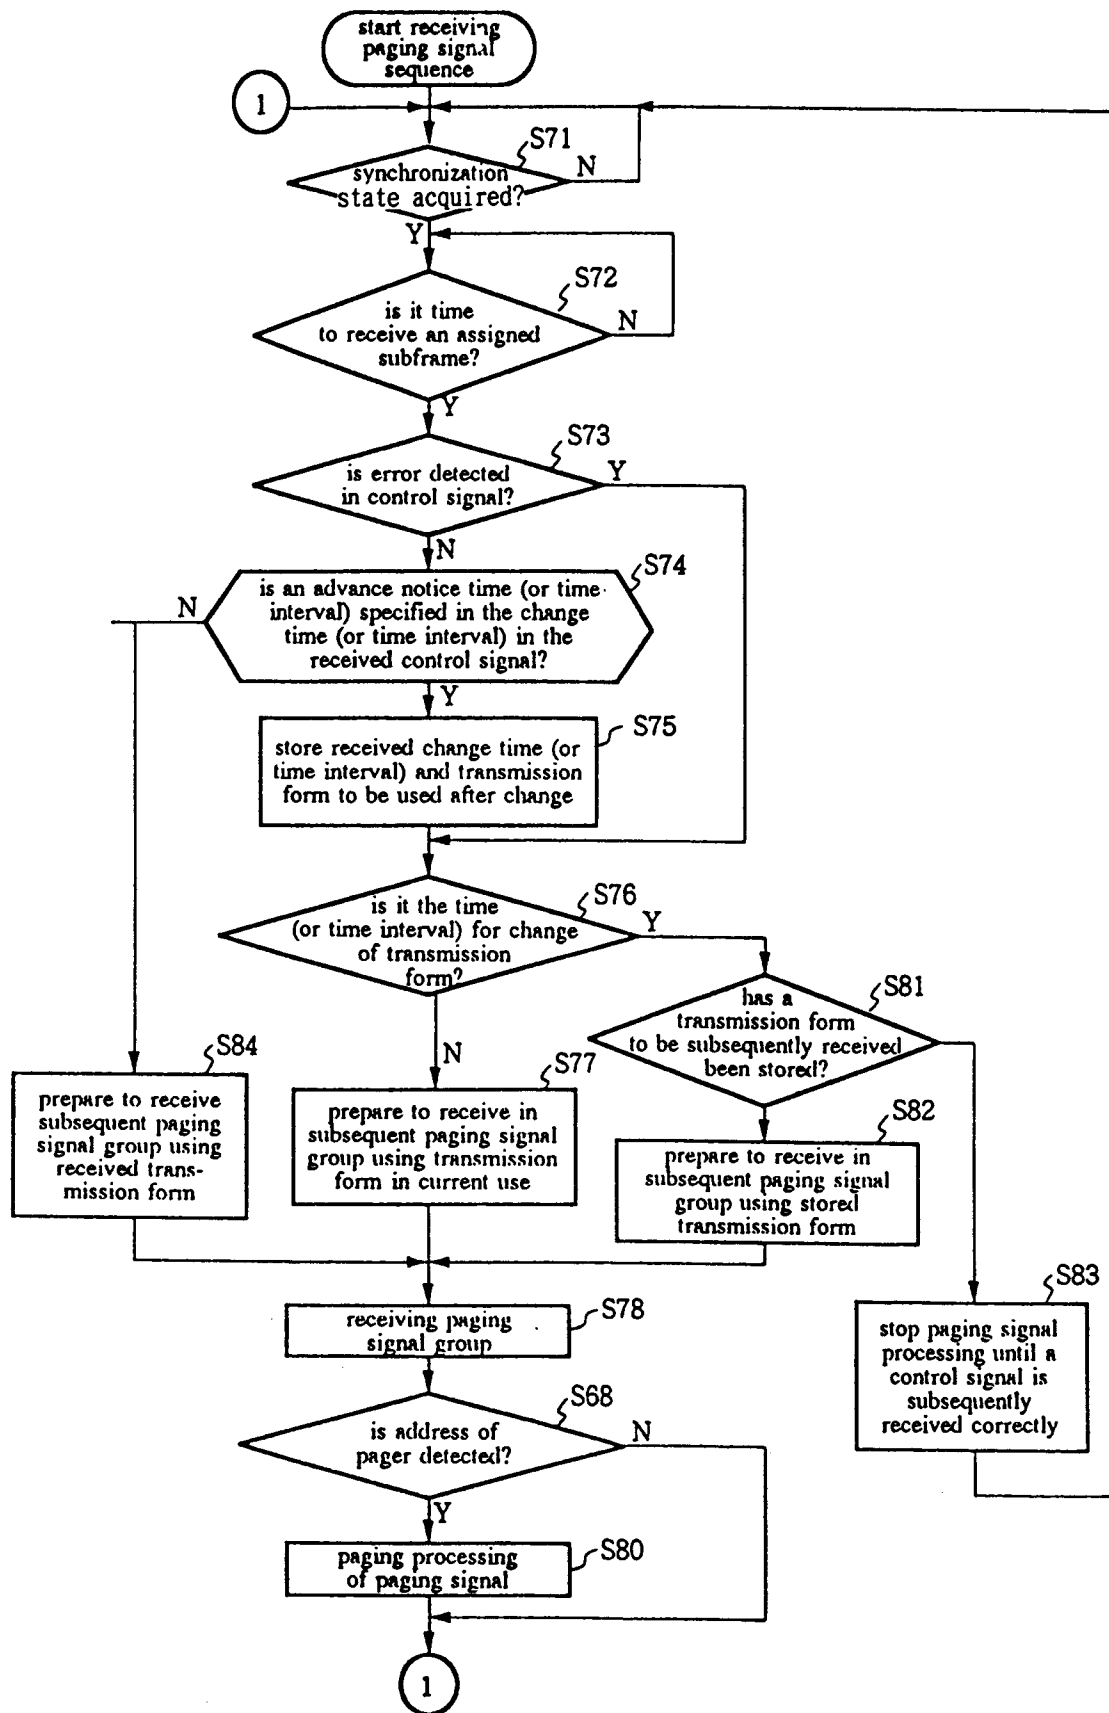 start receiving
paging signal
sequence
1
S71
synchronization
state acquired?
N
Y
S72
is it time
to receive an assigned
subframe?
N
Y
S73
is error detected
in control signal?
Y
N
S74
is an advance notice time (or time
interval) specified in the change
time (or time interval) in the
received control signal?
N
Y
S75
store received change time (or
time interval) and transmission
form to be used after change
S76
is it the time
(or time interval) for change
of transmission
form?
Y
N
S81
has a
transmission form
to be subsequently received
been stored?
S84
prepare to receive
subsequent paging
signal group using
received trans-
mission form
S77
prepare to receive in
subsequent paging signal
group using transmission
form in current use
S82
prepare to receive in
subsequent paging signal
group using stored
transmission form
S83
stop paging signal
processing until a
control signal is
subsequently
received correctly
S78
receiving paging
signal group
S68
is address of
pager detected?
N
Y
S80
paging processing
of paging signal
1